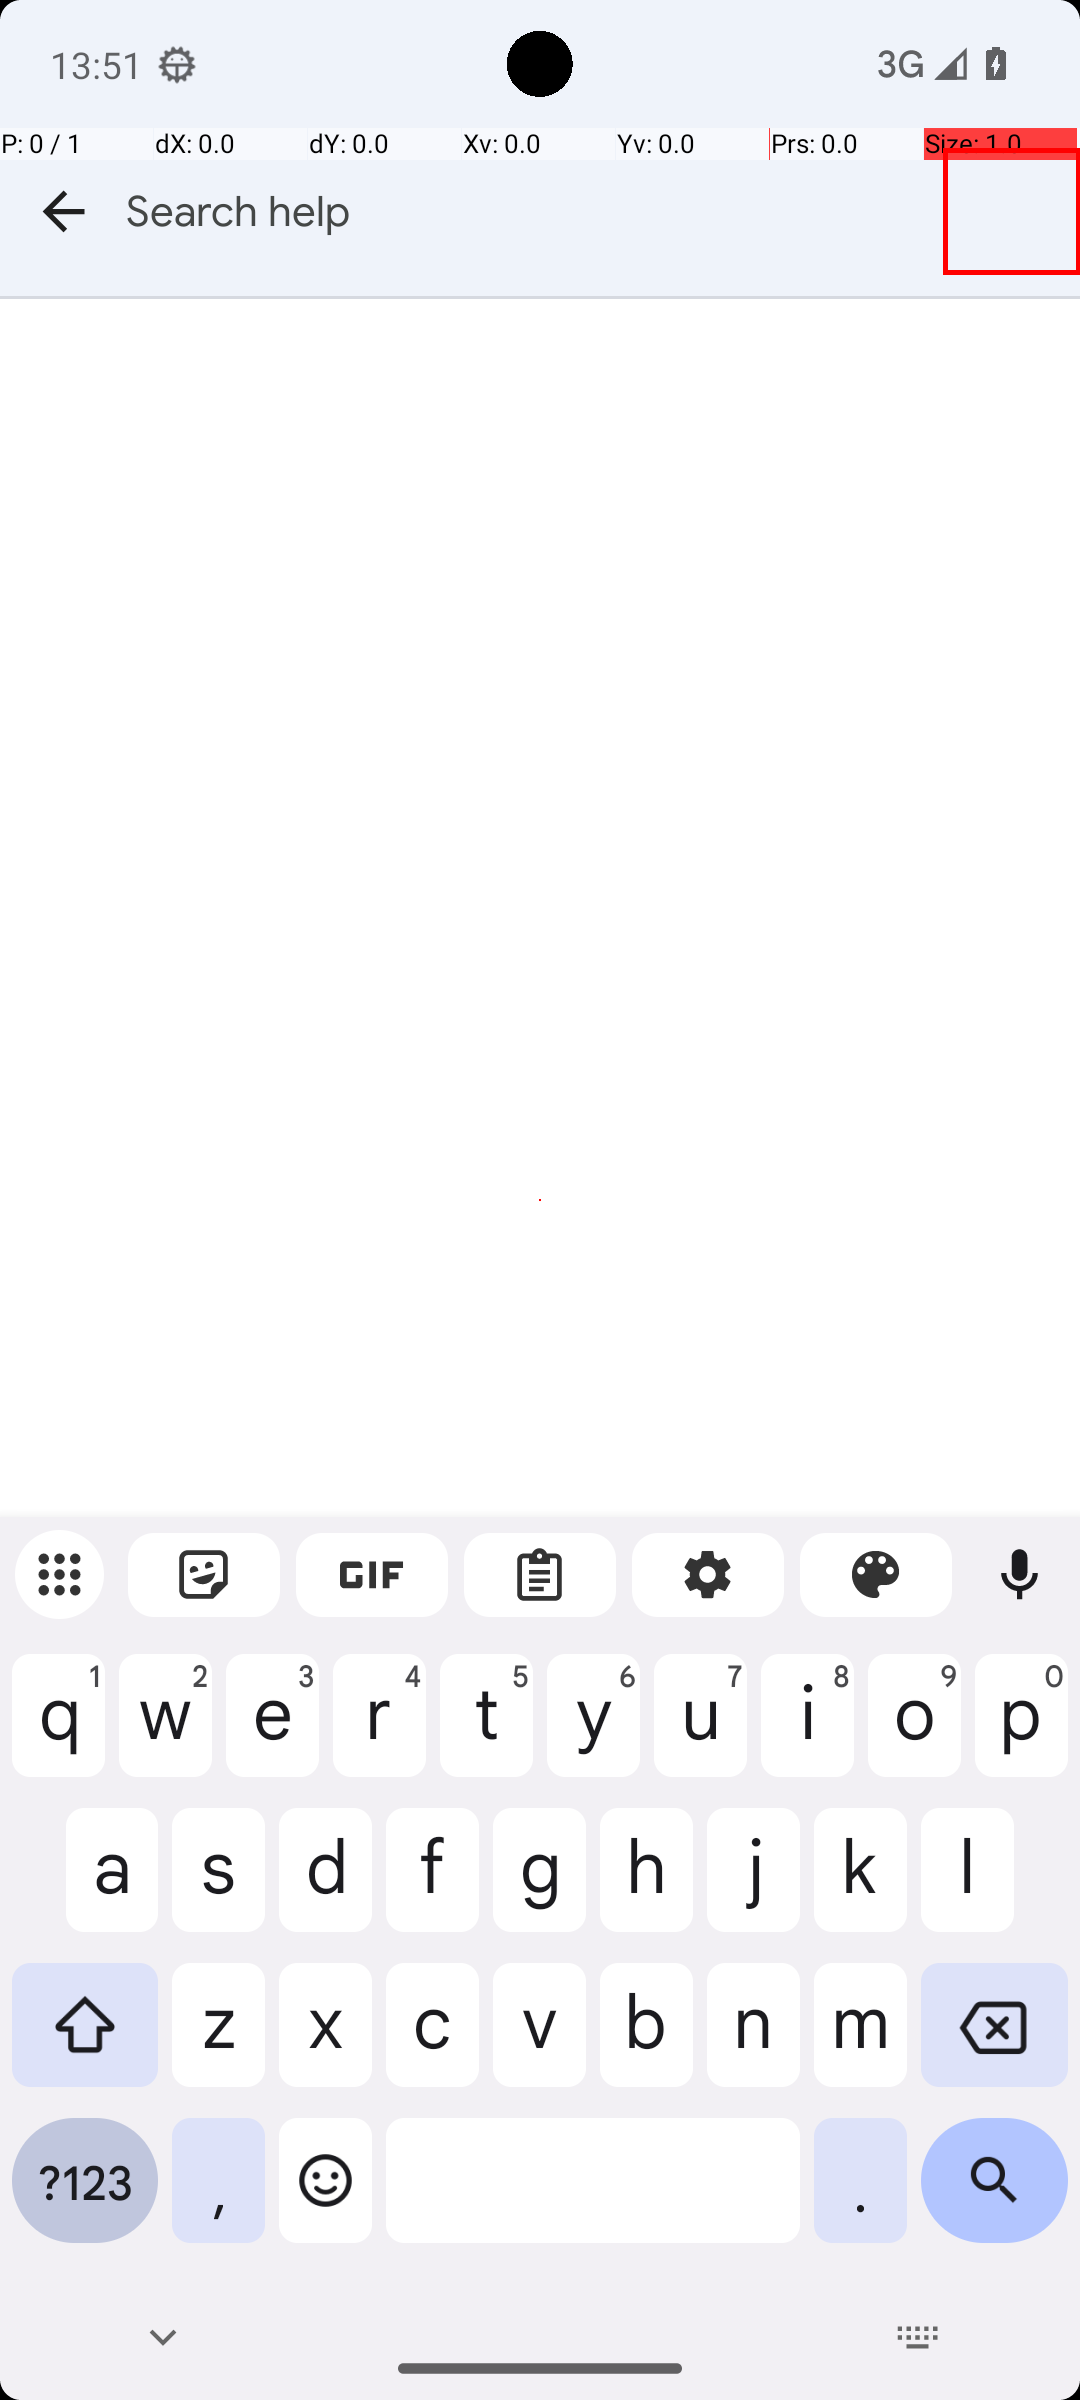 13:51
3G
P: 0 / 1 dX: 0.0 dY: 0.0 Xv: 0.0 Yv: 0.0 Prs: 0.0 Size: 1.0
Search help
GIF
q 1 w 2 e 3 r 4 t 5 y 6 u 7 i 8 o 9 p 0
a s d f g h j k l
z x c v b n m
?123 , .